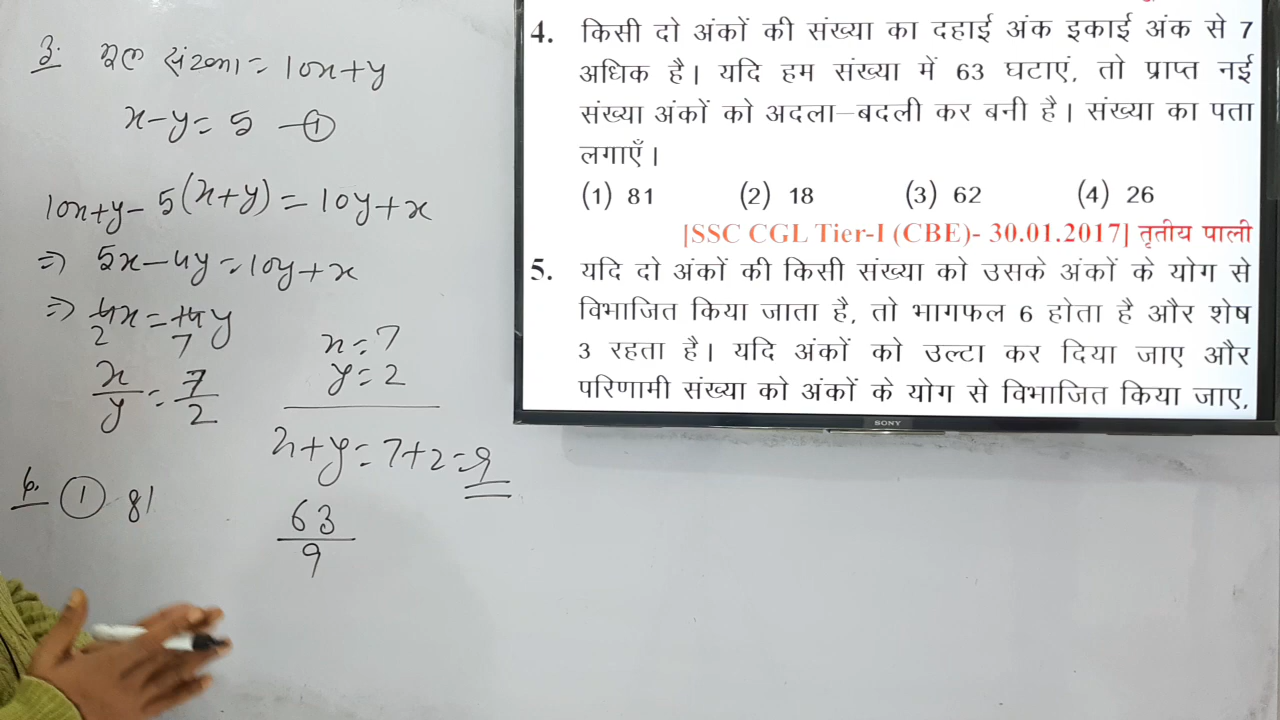 3. मूल संख्या = 10x+y
x-y = 5 —①
10x+y- 5(x+y) = 10y+x
⇒ 5x-4y = 10y+x
⇒ 4x = 14y
2 7
x/y = 7/2
x = 7
y = 2
x+y = 7+2 = 9
4. ① 81
63/9
4. किसी दो अंकों की संख्या का दहाई अंक इकाई अंक से 7
अधिक है। यदि हम संख्या में 63 घटाएं, तो प्राप्त नई
संख्या अंकों को अदला–बदली कर बनी है। संख्या का पता
लगाएँ।
(1) 81 (2) 18 (3) 62 (4) 26
[SSC CGL Tier-I (CBE)- 30.01.2017] तृतीय पाली
5. यदि दो अंकों की किसी संख्या को उसके अंकों के योग से
विभाजित किया जाता है, तो भागफल 6 होता है और शेष
3 रहता है। यदि अंकों को उल्टा कर दिया जाए और
परिणामी संख्या को अंकों के योग से विभाजित किया जाए,
SONY